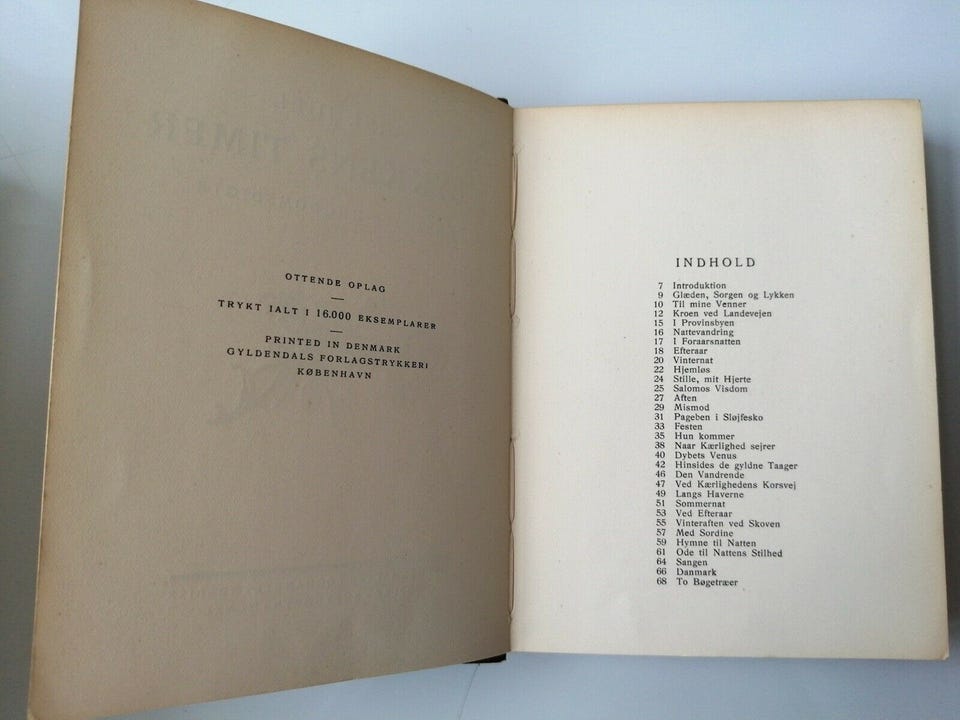 OTTENDE OPLAG
TRYKT IALT I 16.000 EKSEMPLARER
PRINTED IN DENMARK
GYLDENDALS FORLAGSTRYKKERI
KØBENHAVN
INDHOLD
7 Introduktion
9 Glæden, Sorgen og Lykken
10 Til mine Venner
12 Kroen ved Landevejen
15 I Provinsbyen
16 Nattevandring
17 I Foraarsnatten
18 Efteraar
20 Vinternat
22 Hjemløs
24 Stille, mit Hjerte
25 Salomos Visdom
27 Aften
29 Mismod
31 Pageben i Sløjfesko
33 Festen
35 Hun kommer
38 Naar Kærlighed sejrer
40 Dybets Venus
42 Hinsides de gyldne Taager
46 Den Vandrende
47 Ved Kærlighedens Korsvej
49 Langs Haverne
51 Sommernat
53 Ved Efteraar
55 Vinteraften ved Skoven
57 Med Sordine
59 Hymne til Natten
61 Ode til Nattens Stilhed
64 Sangen
66 Danmark
68 To Bøgetræer